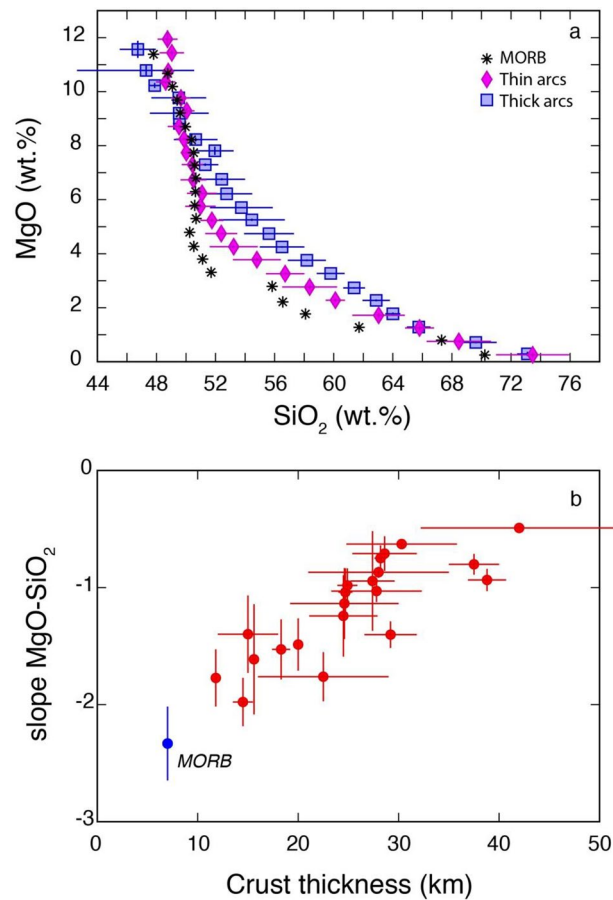 12
10
8
6
4
2
0
MgO (wt.%)
a
MORB
Thin arcs
Thick arcs
44 48 52 56 60 64 68 72 76
SiO₂ (wt.%)
0
-1
-2
-3
slope MgO-SiO₂
b
MORB
0 10 20 30 40 50
Crust thickness (km)